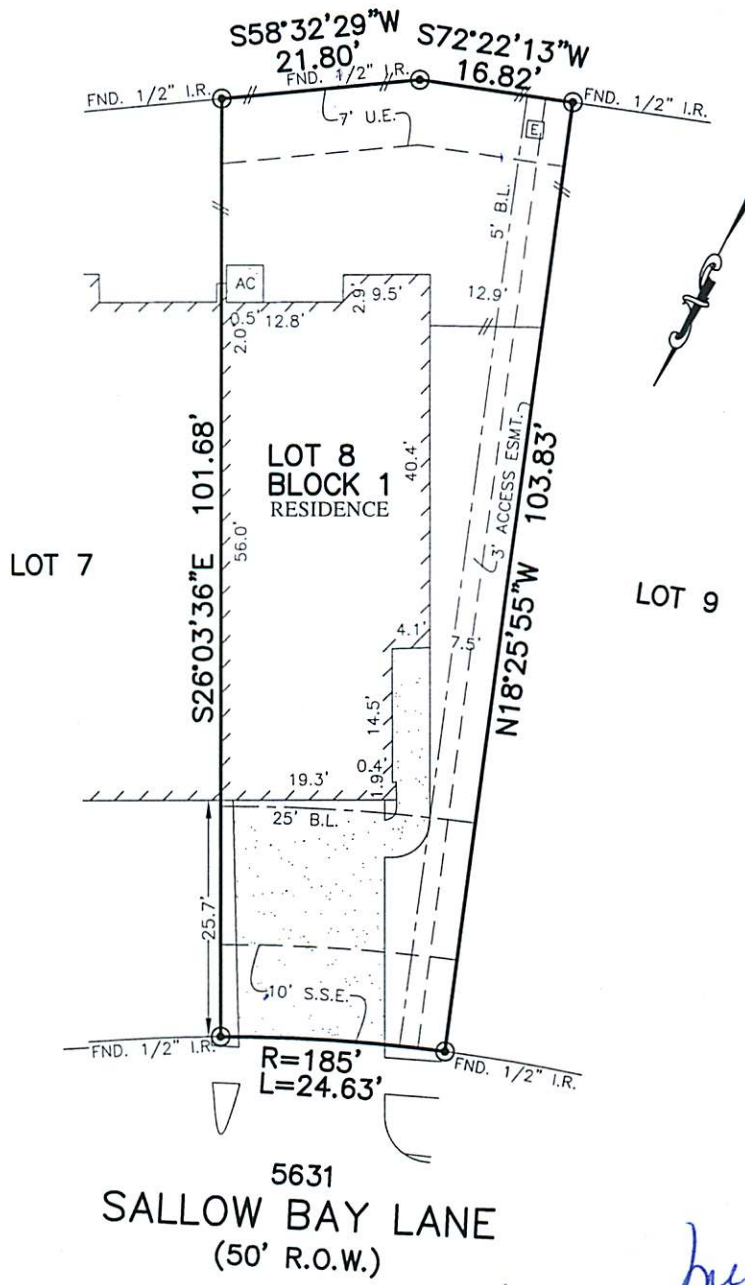 S58°32'29"W
21.80'
S72°22'13"W
16.82'
FND. 1/2" I.R.
FND. 1/2" I.R.
FND. 1/2" I.R.
7' U.E.
E
5' B.L.
AC
2.9'
9.5'
12.9'
0.5'
12.8'
2.0'
LOT 8
BLOCK 1
RESIDENCE
40.4'
S26°03'36"E 101.68'
56.0'
3' ACCESS ESMT.
N18°25'55"W 103.83'
LOT 7
LOT 9
4.1'
7.5'
14.5'
0.4'
1.9'
19.3'
25' B.L.
25.7'
10' S.S.E.
FND. 1/2" I.R.
R=185'
L=24.63'
FND. 1/2" I.R.
5631
SALLOW BAY LANE
(50' R.O.W.)